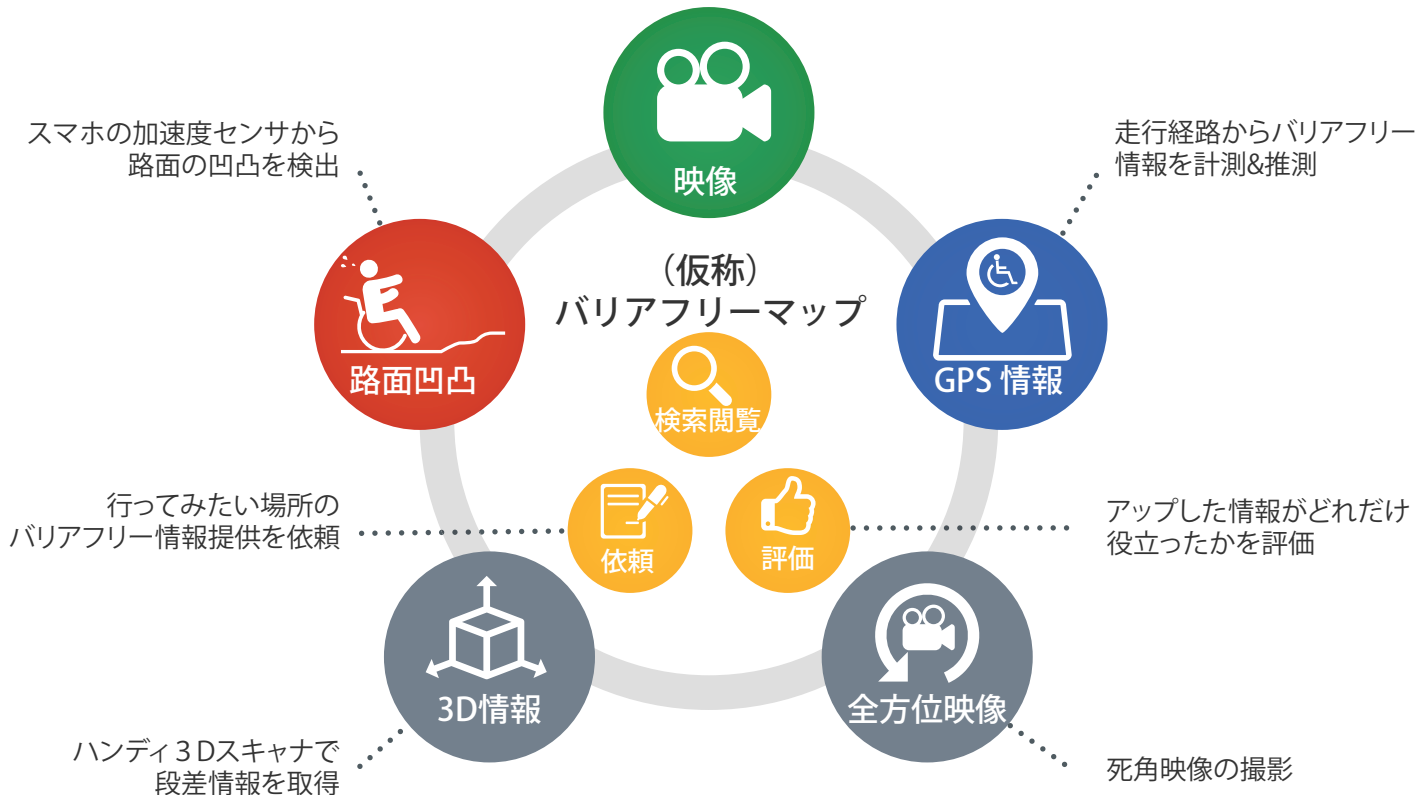 映像
スマホの加速度センサから
路面の凹凸を検出
走行経路からバリアフリー
情報を計測&推測
（仮称）
バリアフリーマップ
路面凹凸
GPS 情報
検索閲覧
行ってみたい場所の
バリアフリー情報提供を依頼
依頼
評価
アップした情報がどれだけ
役立ったかを評価
3D情報
全方位映像
ハンディ３Dスキャナで
段差情報を取得
死角映像の撮影